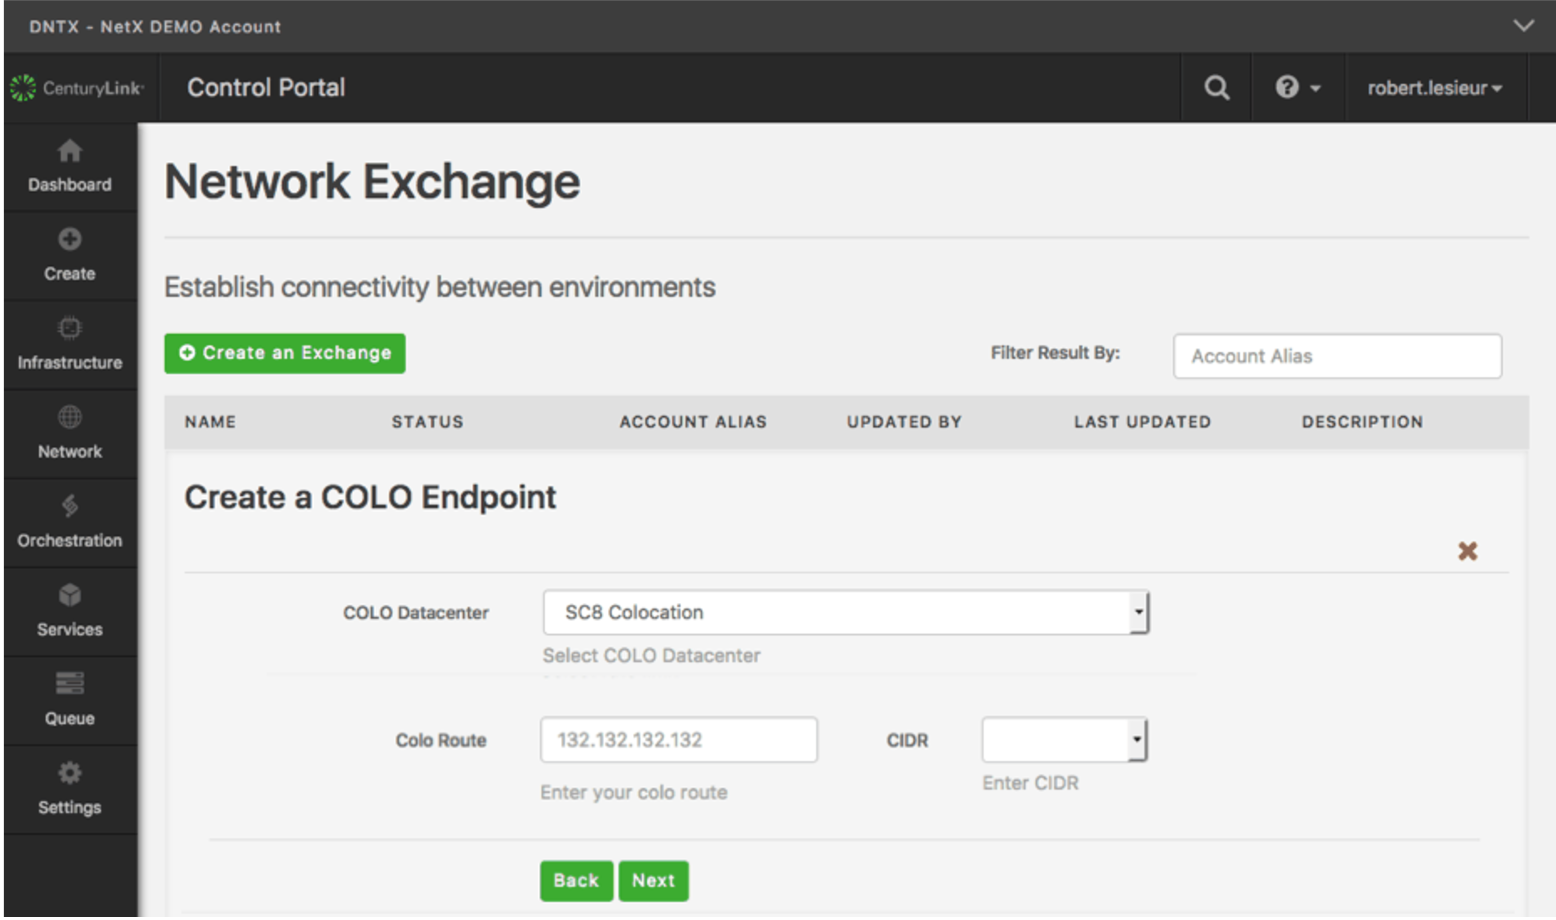 DNTX - NetX DEMO Account
CenturyLink
Control Portal
robert.lesieur
Dashboard
Create
Infrastructure
Network
Orchestration
Services
Queue
Settings
Network Exchange
Establish connectivity between environments
Create an Exchange
Filter Result By:
Account Alias
NAME STATUS ACCOUNT ALIAS UPDATED BY LAST UPDATED DESCRIPTION
Create a COLO Endpoint
COLO Datacenter
SC8 Colocation
Select COLO Datacenter
Colo Route
132.132.132.132
CIDR
Enter your colo route
Enter CIDR
Back
Next